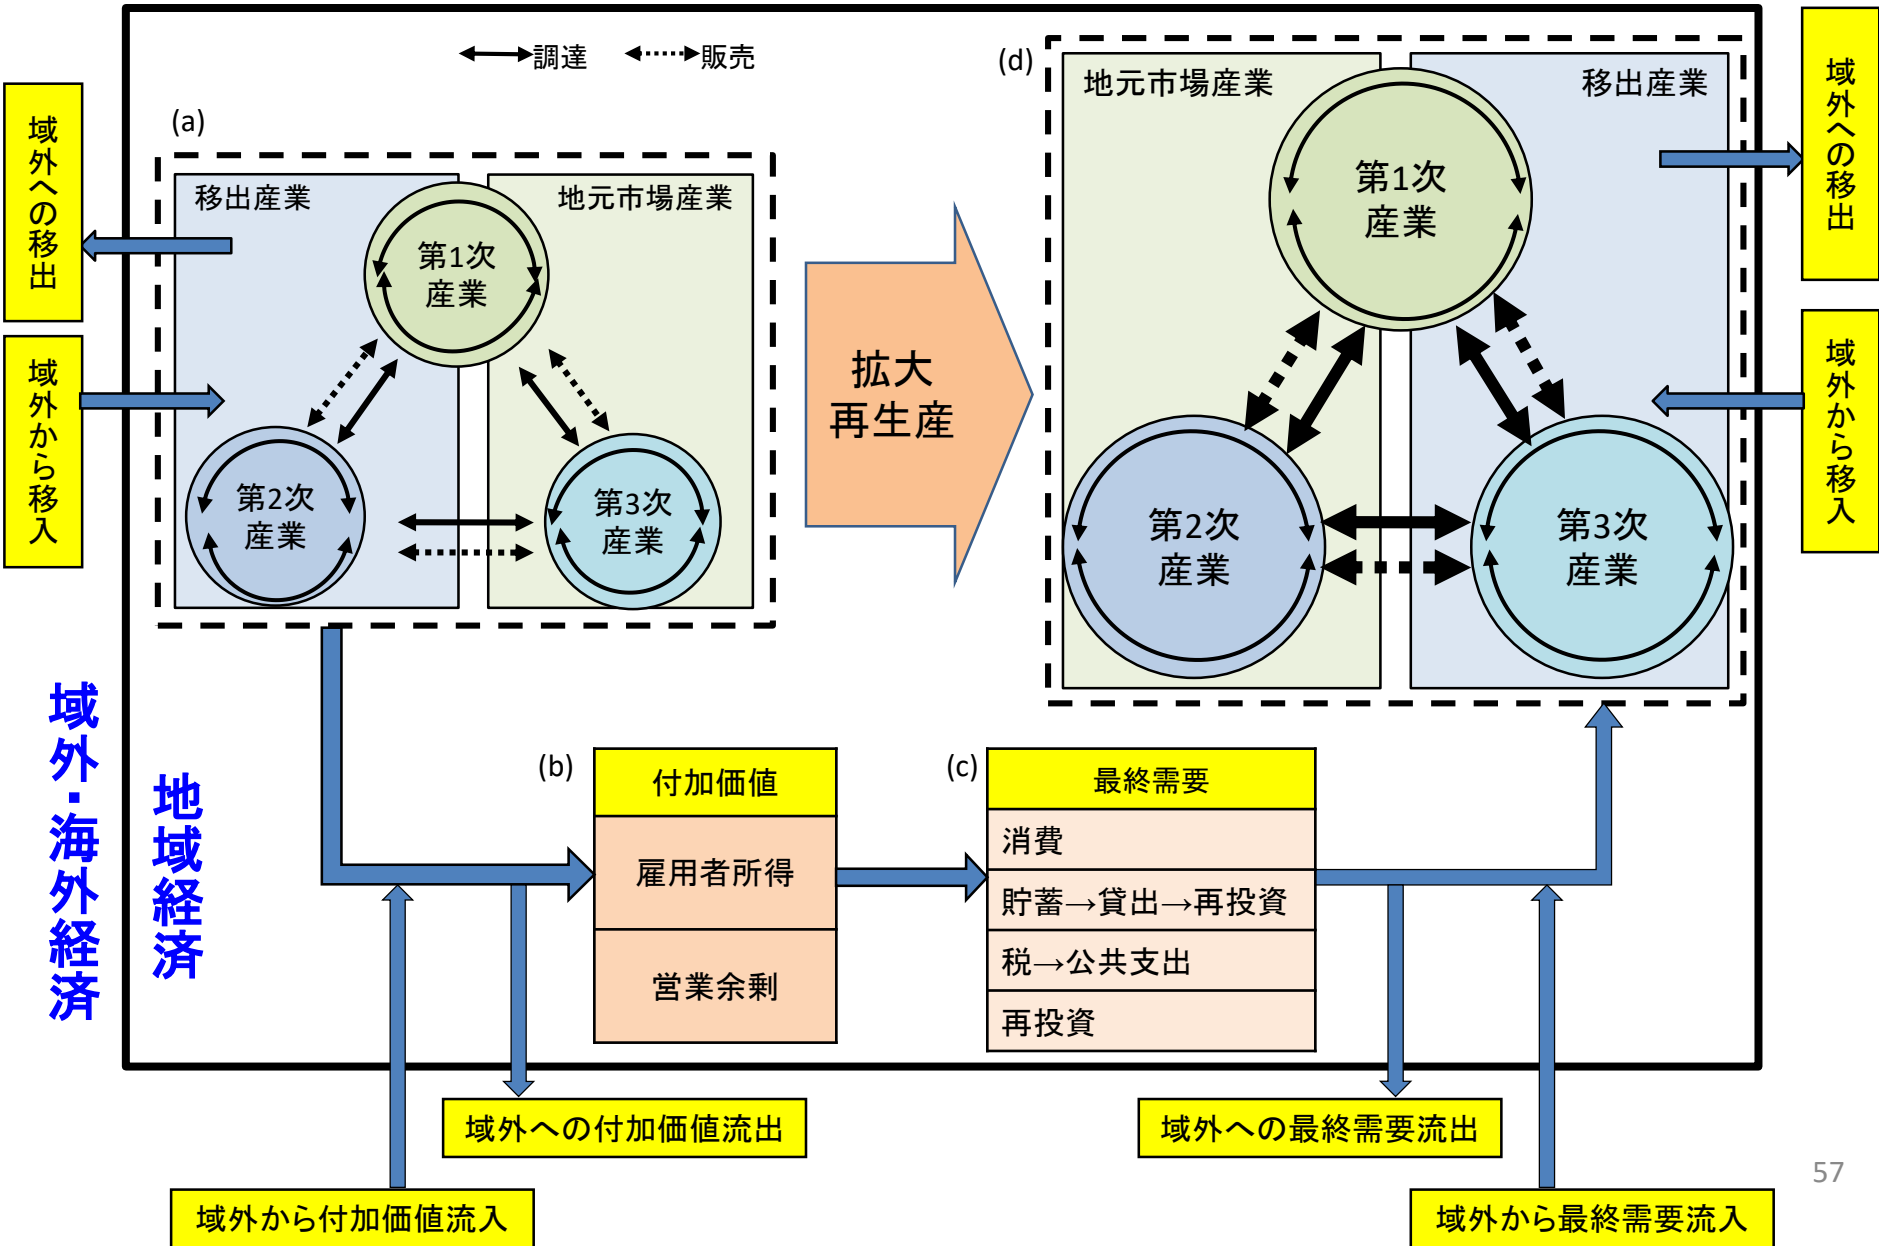 調達
販売
(a)
移出産業
地元市場産業
第1次
産業
第2次
産業
第3次
産業
域外への移出
域外から移入
拡大
再生産
(d)
地元市場産業
移出産業
第1次
産業
第2次
産業
第3次
産業
域外への移出
域外から移入
域外・海外経済
地域経済
(b)
付加価値
雇用者所得
営業余剰
(c)
最終需要
消費
貯蓄→貸出→再投資
税→公共支出
再投資
域外への付加価値流出
域外から付加価値流入
域外への最終需要流出
域外から最終需要流入
57